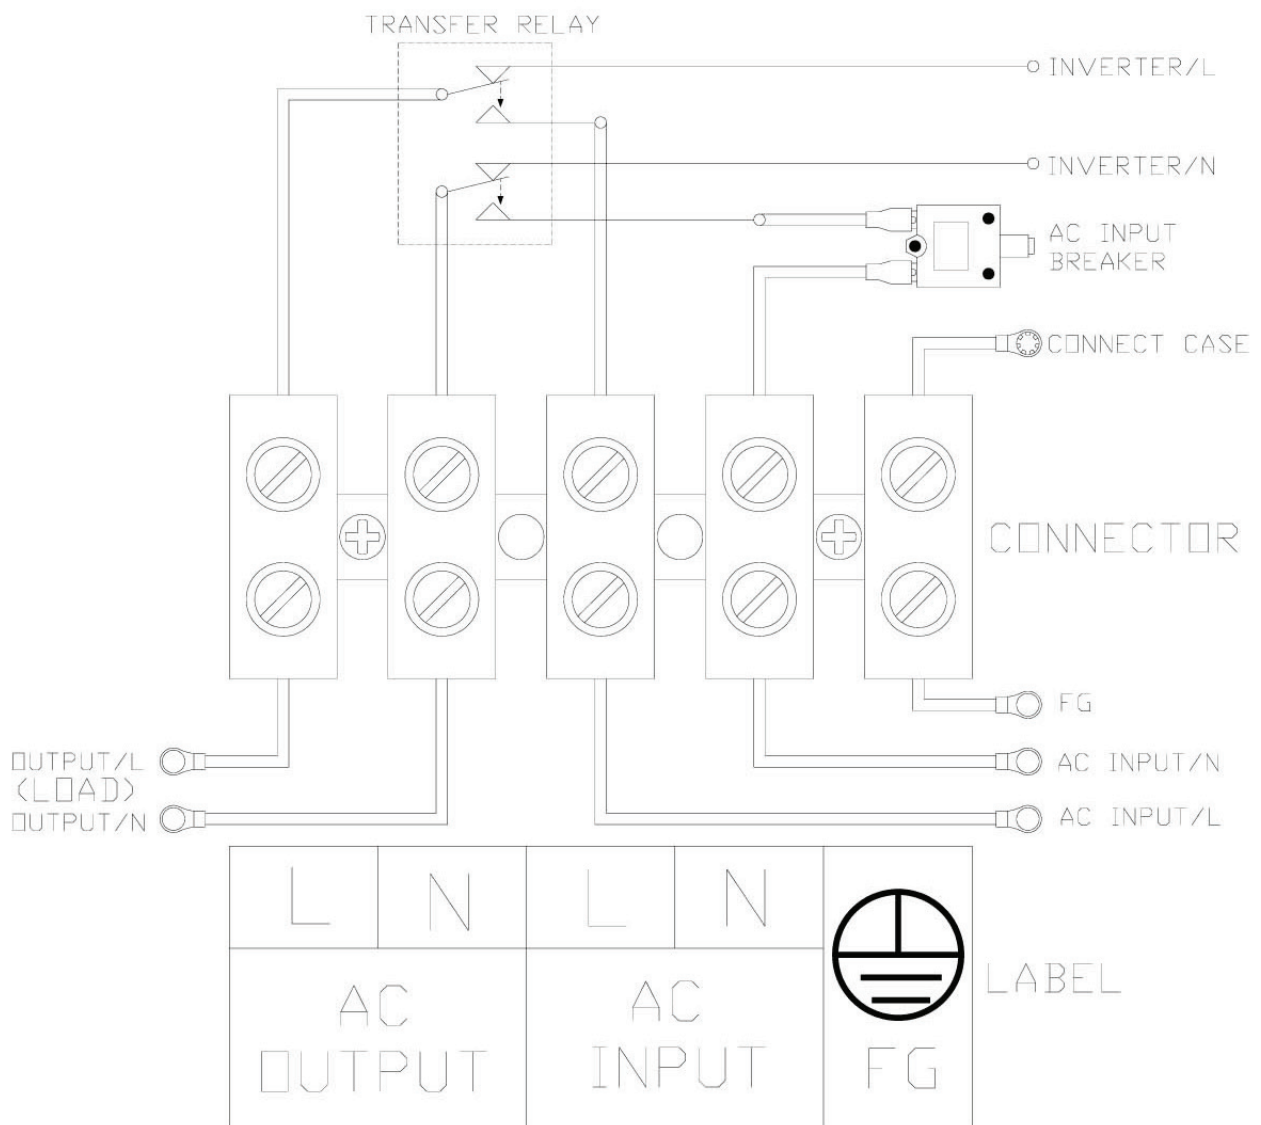 TRANSFER RELAY
INVERTER/L
INVERTER/N
AC INPUT
BREAKER
CONNECT CASE
CONNECTOR
FG
OUTPUT/L
(LOAD)
OUTPUT/N
AC INPUT/N
AC INPUT/L
L N L N
AC
OUTPUT
AC
INPUT
FG
LABEL